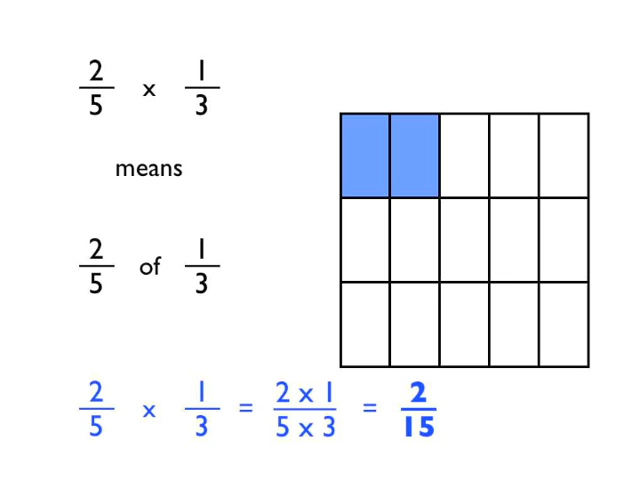 2/5 x 1/3
means
2/5 of 1/3
2/5 x 1/3 = 2 x 1/5 x 3 = 2/15